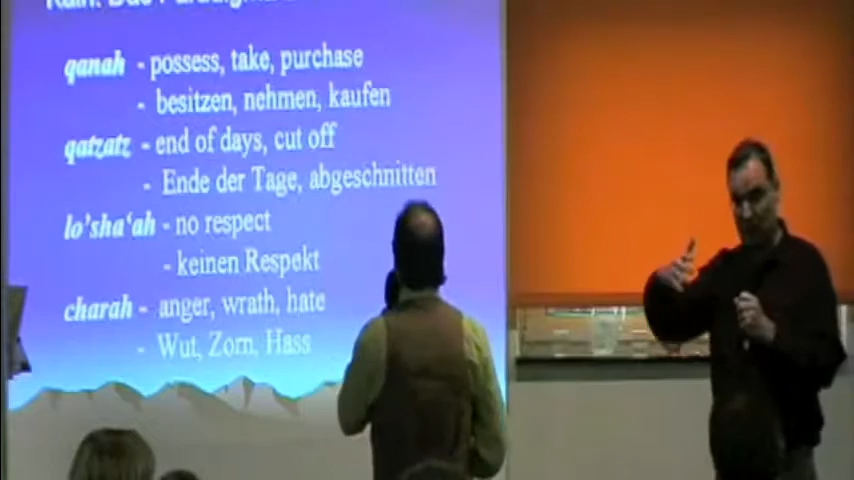 qanah - possess, take, purchase
- besitzen, nehmen, kaufen
qatzatz - end of days, cut off
- Ende der Tage, abgeschnitten
lo'sha'ah - no respect
- keinen Respekt
charah - anger, wrath, hate
- Wut, Zorn, Hass